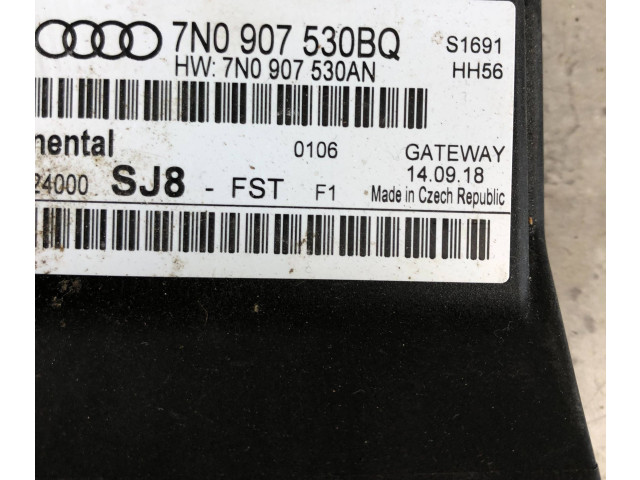 7N0 907 530BQ S1691
HW: 7N0 907 530AN HH56
0106 GATEWAY
14.09.18
24000 SJ8 - FST F1 Made in Czech Republic